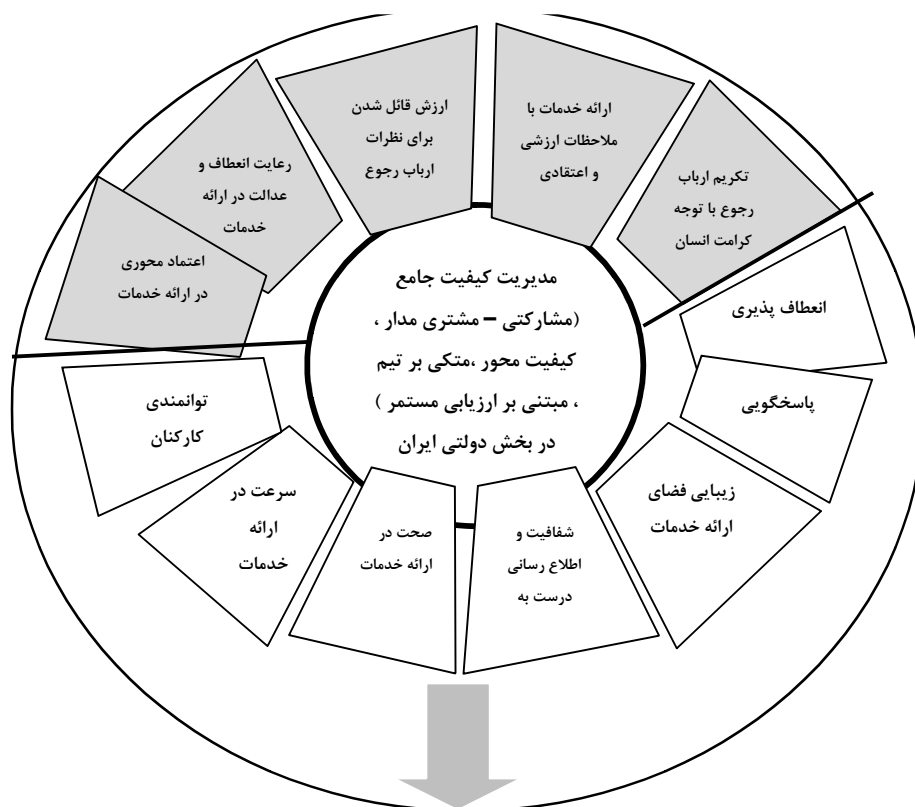 ارائه خدمات با
ملاحظات ارزشی
و اعتقادی
ارزش قائل شدن
برای نظرات
ارباب رجوع
تکریم ارباب
رجوع با توجه
کرامت انسان
رعایت انعطاف و
عدالت در ارائه
خدمات
اعتماد محوری
در ارائه خدمات
مدیریت کیفیت جامع
(مشارکتی – مشتری مدار ،
کیفیت محور ،متکی بر تیم
، مبتنی بر ارزیابی مستمر )
در بخش دولتی ایران
انعطاف پذیری
پاسخگویی
زیبایی فضای
ارائه خدمات
شفافیت و
اطلاع رسانی
درست به
صحت در
ارائه خدمات
سرعت در
ارائه
خدمات
توانمندی
کارکنان